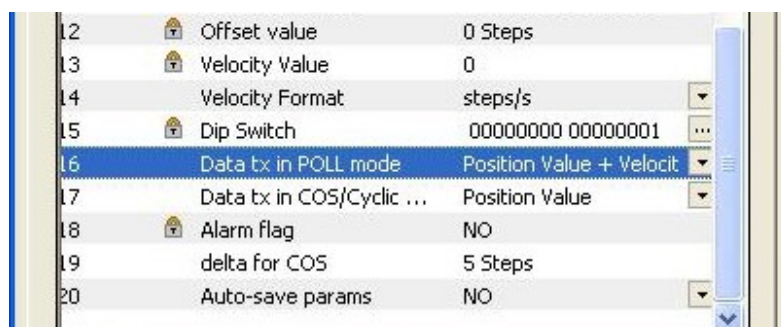 12 Offset value 0 Steps
13 Velocity Value 0
14 Velocity Format steps/s
15 Dip Switch 00000000 00000001 ...
16 Data tx in POLL mode Position Value + Velocit
17 Data tx in COS/Cyclic ... Position Value
18 Alarm flag NO
19 delta for COS 5 Steps
20 Auto-save params NO